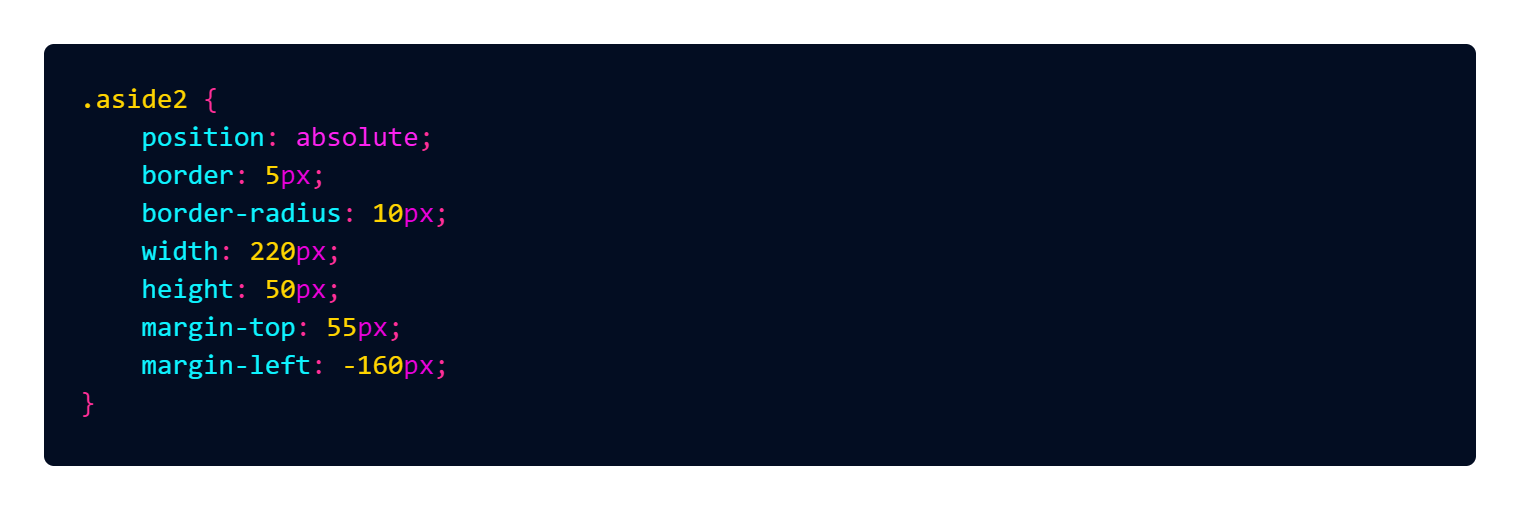 .aside2 {
    position: absolute;
    border: 5px;
    border-radius: 10px;
    width: 220px;
    height: 50px;
    margin-top: 55px;
    margin-left: -160px;
}